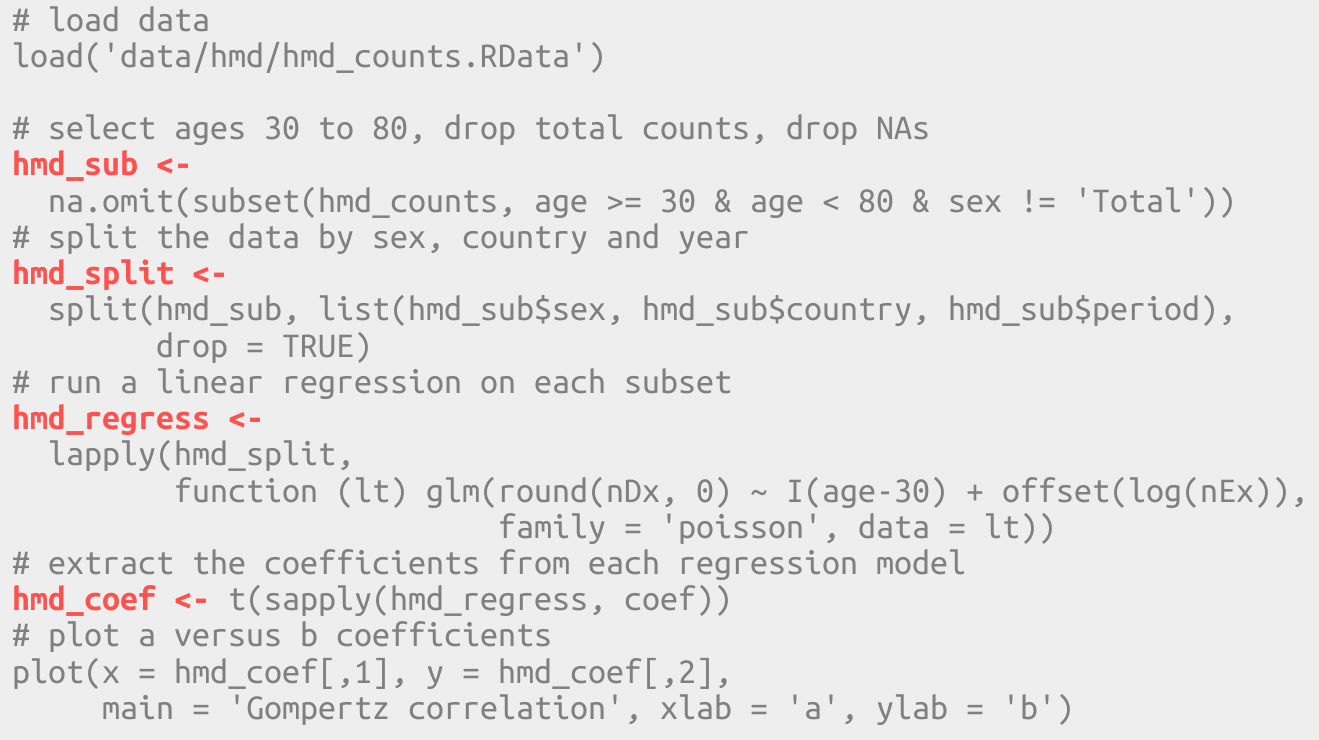 # load data
load('data/hmd/hmd_counts.RData')

# select ages 30 to 80, drop total counts, drop NAs
hmd_sub <-
  na.omit(subset(hmd_counts, age >= 30 & age < 80 & sex != 'Total'))
# split the data by sex, country and year
hmd_split <-
  split(hmd_sub, list(hmd_sub$sex, hmd_sub$country, hmd_sub$period),
        drop = TRUE)
# run a linear regression on each subset
hmd_regress <-
  lapply(hmd_split,
         function (lt) glm(round(nDx, 0) ~ I(age-30) + offset(log(nEx)),
                           family = 'poisson', data = lt))
# extract the coefficients from each regression model
hmd_coef <- t(sapply(hmd_regress, coef))
# plot a versus b coefficients
plot(x = hmd_coef[,1], y = hmd_coef[,2],
     main = 'Gompertz correlation', xlab = 'a', ylab = 'b')